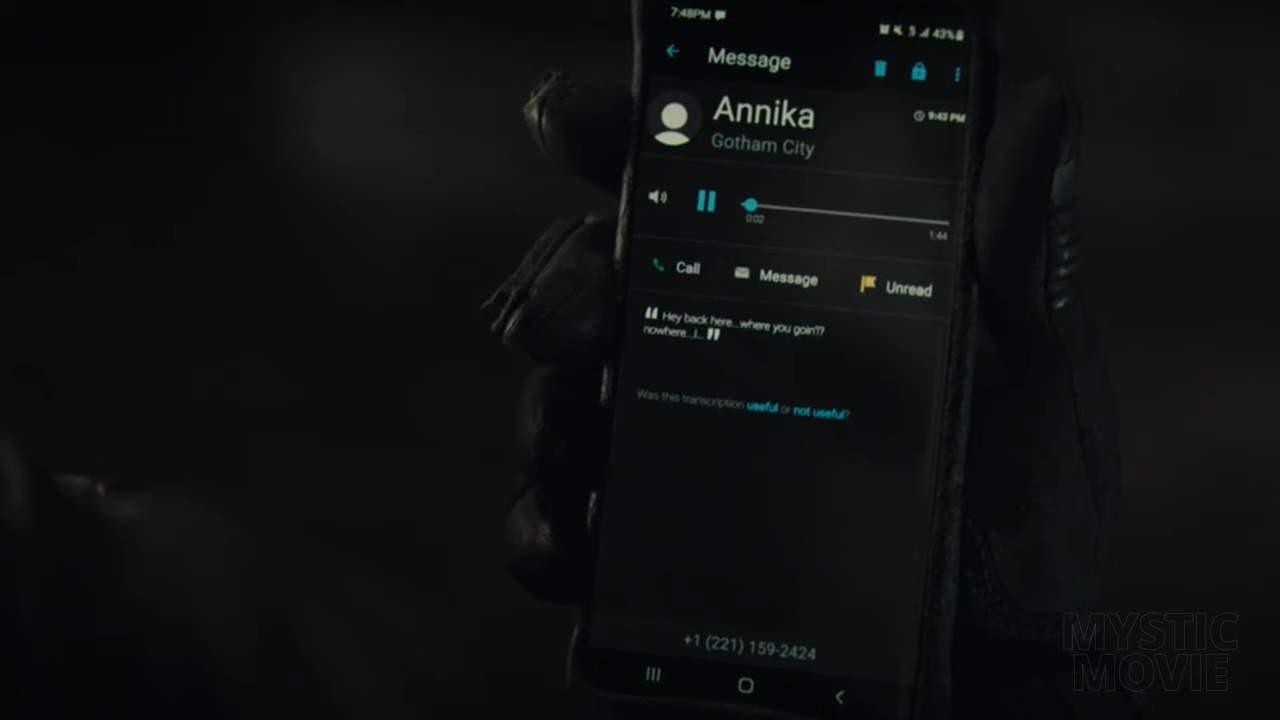 7:48PM
43%
Message
Annika
9:43 PM
Gotham City
0:02
1:44
Call
Message
Unread
“ Hey back here...where you goin'?
nowhere...I... ”
Was this transcription useful or not useful?
+1 (221) 159-2424
MYSTIC
MOVIE